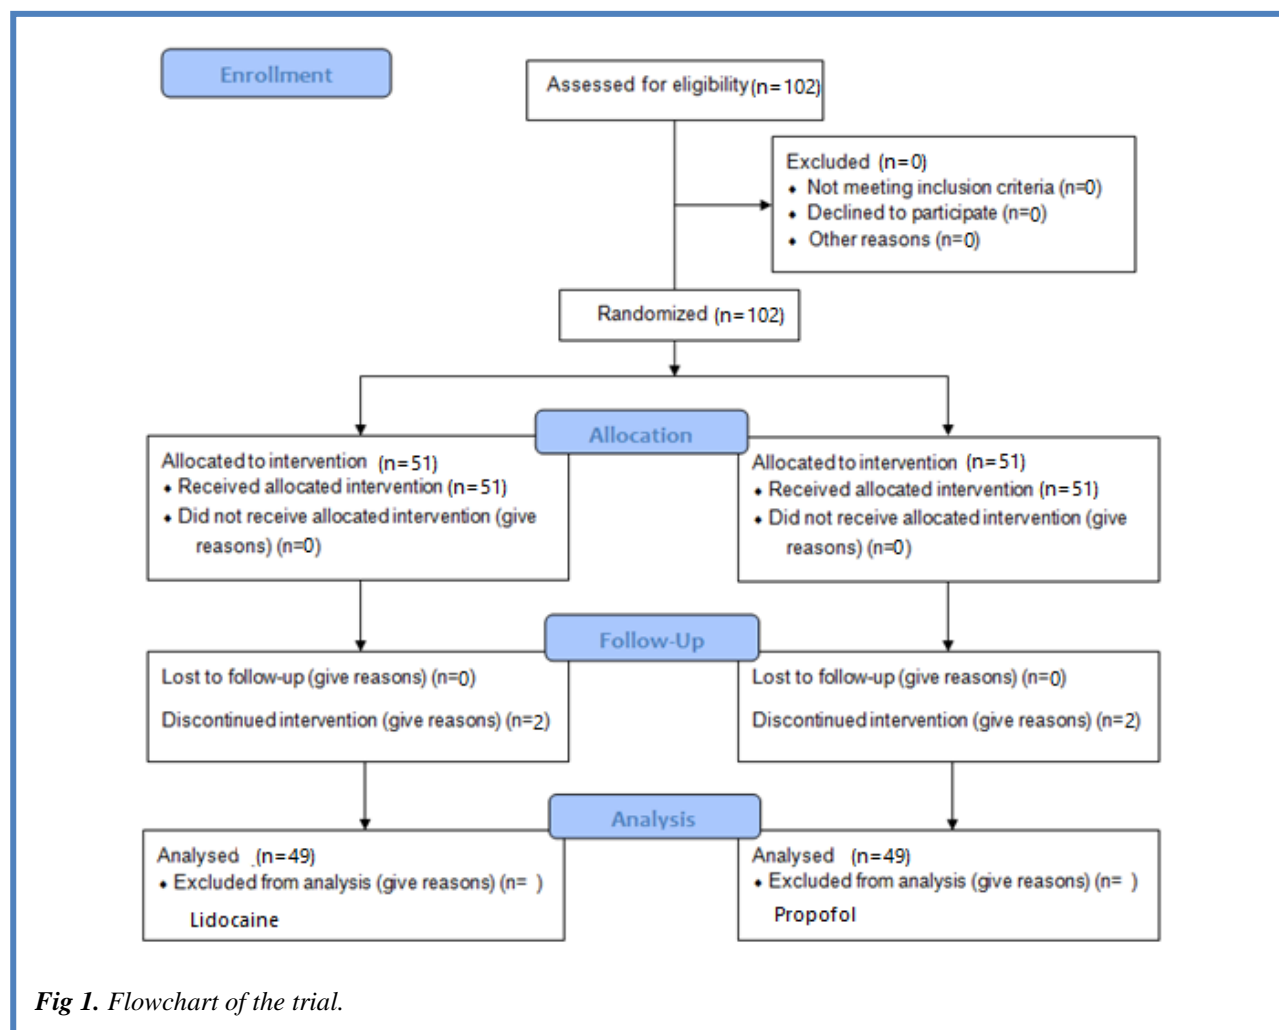 Enrollment
Assessed for eligibility (n=102)
Excluded (n=0)
⬥ Not meeting inclusion criteria (n=0)
⬥ Declined to participate (n=0)
⬥ Other reasons (n=0)
Randomized (n=102)
Allocation
Allocated to intervention (n=51)
⬥ Received allocated intervention (n=51)
⬥ Did not receive allocated intervention (give
reasons) (n=0)
Allocated to intervention (n=51)
⬥ Received allocated intervention (n=51)
⬥ Did not receive allocated intervention (give
reasons) (n=0)
Follow-Up
Lost to follow-up (give reasons) (n=0)
Discontinued intervention (give reasons) (n=2)
Lost to follow-up (give reasons) (n=0)
Discontinued intervention (give reasons) (n=2)
Analysis
Analysed (n=49)
⬥ Excluded from analysis (give reasons) (n= )
Lidocaine
Analysed (n=49)
⬥ Excluded from analysis (give reasons) (n= )
Propofol
Fig 1. Flowchart of the trial.